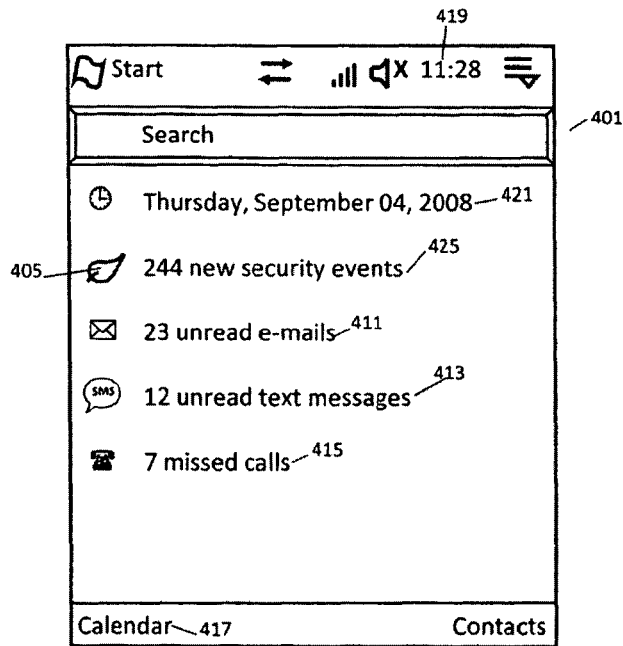 419
Start X 11:28
Search
401
Thursday, September 04, 2008 421
425
405 244 new security events
23 unread e-mails 411
413
SMS 12 unread text messages
7 missed calls 415
Calendar 417 Contacts